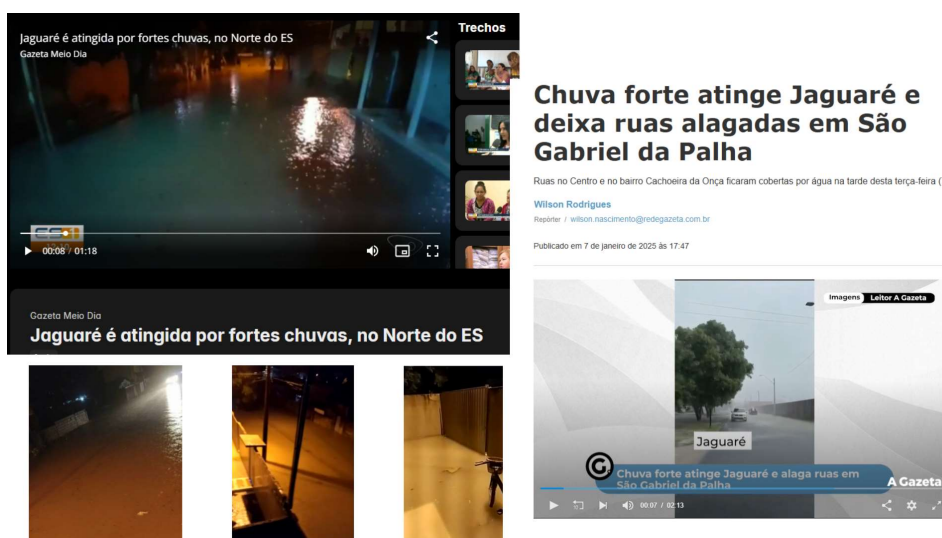 Jaguaré é atingida por fortes chuvas, no Norte do ES
Gazeta Meio Dia
Trechos
00:08 / 01:18
Gazeta Meio Dia
Jaguaré é atingida por fortes chuvas, no Norte do ES
Chuva forte atinge Jaguaré e
deixa ruas alagadas em São
Gabriel da Palha
Ruas no Centro e no bairro Cachoeira da Onça ficaram cobertas por água na tarde desta terça-feira (
Wilson Rodrigues
Repórter / wilson.nascimento@redegazeta.com.br
Publicado em 7 de janeiro de 2025 às 17:47
Imagens Leitor A Gazeta
Jaguaré
G
Chuva forte atinge Jaguaré e alaga ruas em
São Gabriel da Palha
A Gazeta
00:07 / 02:13